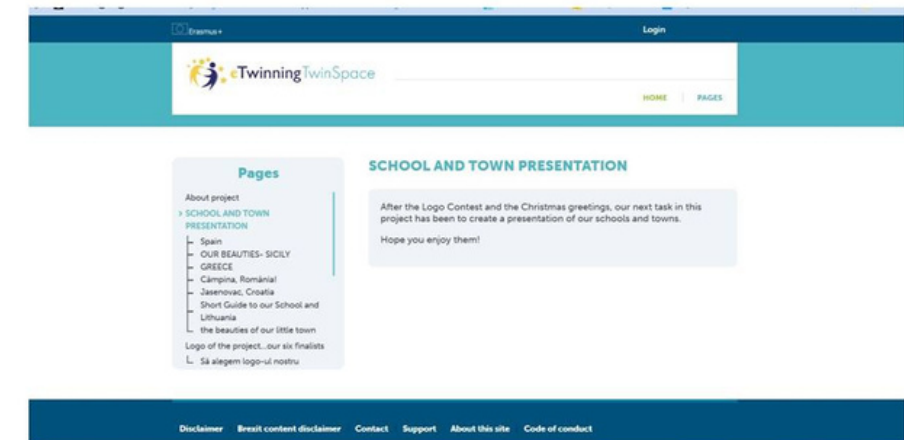 Erasmus+
Login
eTwinningTwinSpace
HOME
PAGES
Pages
About project
SCHOOL AND TOWN
PRESENTATION
Spain
OUR BEAUTIES- SICILY
GREECE
Câmpina, România!
Jasenovac, Croatia
Short Guide to our School and
Lithuania
the beauties of our little town
Logo of the project...our six finalists
Să alegem logo-ul nostru
SCHOOL AND TOWN PRESENTATION
After the Logo Contest and the Christmas greetings, our next task in this
project has been to create a presentation of our schools and towns.
Hope you enjoy them!
Disclaimer Brexit content disclaimer Contact Support About this site Code of conduct